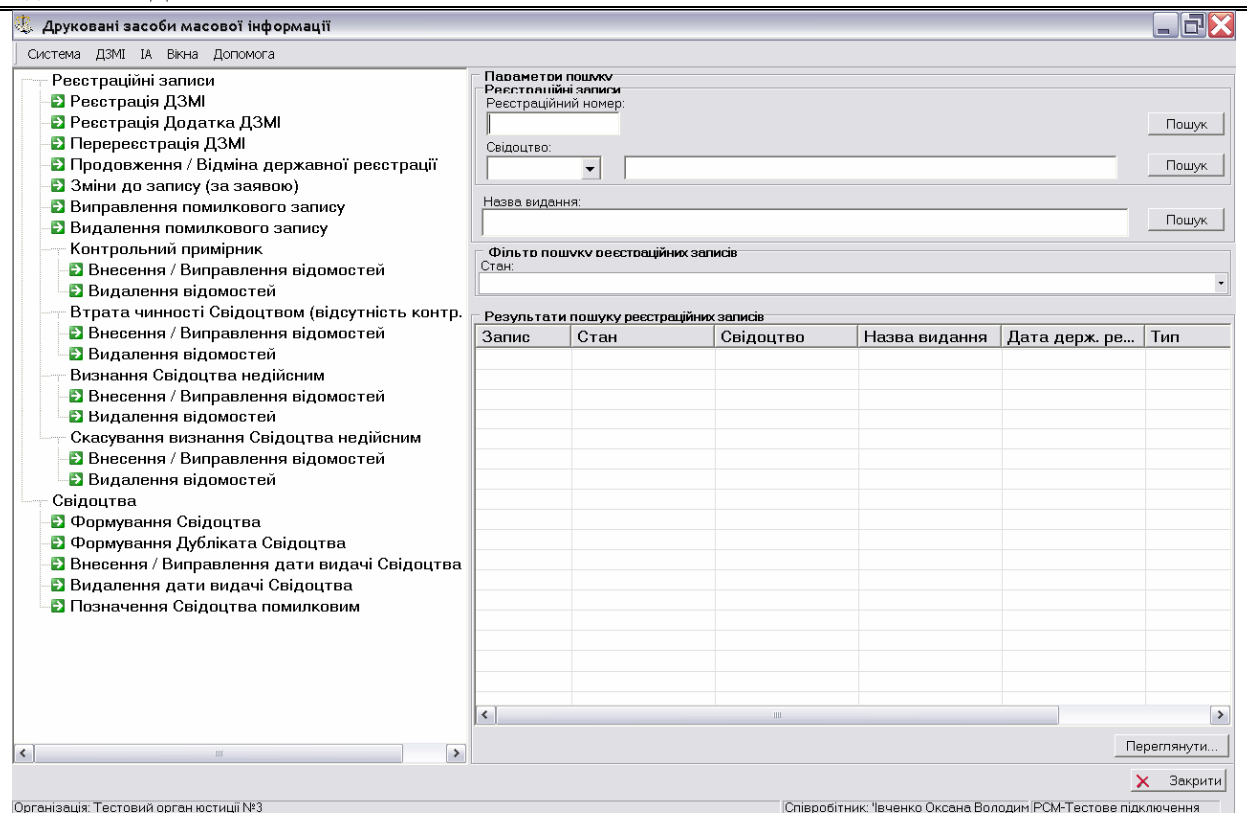 Друковані засоби масової інформації
Система ДЗМІ ІА Вікна Допомога
Реєстраційні записи
Реєстрація ДЗМІ
Реєстрація Додатка ДЗМІ
Перереєстрація ДЗМІ
Продовження / Відміна державної реєстрації
Зміни до запису (за заявою)
Виправлення помилкового запису
Видалення помилкового запису
Контрольний примірник
Внесення / Виправлення відомостей
Видалення відомостей
Втрата чинності Свідоцтвом (відсутність контр.
Внесення / Виправлення відомостей
Видалення відомостей
Визнання Свідоцтва недійсним
Внесення / Виправлення відомостей
Видалення відомостей
Скасування визнання Свідоцтва недійсним
Внесення / Виправлення відомостей
Видалення відомостей
Свідоцтва
Формування Свідоцтва
Формування Дубліката Свідоцтва
Внесення / Виправлення дати видачі Свідоцтва
Видалення дати видачі Свідоцтва
Позначення Свідоцтва помилковим
Параметри пошуку
Реєстраційні записи
Реєстраційний номер:
Пошук
Свідоцтво:
Пошук
Назва видання:
Пошук
Фільтр пошуку реєстраційних записів
Стан:
Результати пошуку реєстраційних записів
Запис Стан Свідоцтво Назва видання Дата держ. ре... Тип
Переглянути...
Закрити
Організація: Тестовий орган юстиції №3 Співробітник: 'Івченко Оксана Володим РСМ-Тестове підключення